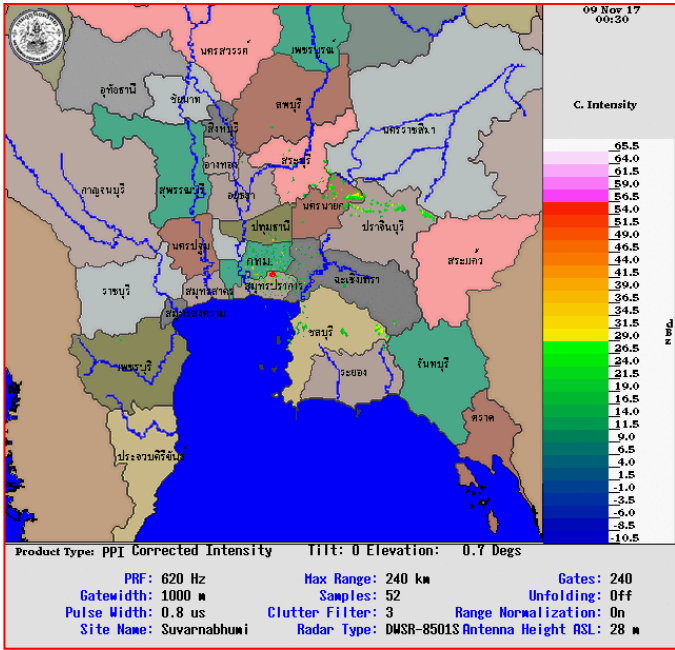 09 Nov 17
00:30
C. Intensity
นครสวรรค์
เพชรบูรณ์
อุทัยธานี
ชัยนาท
ลพบุรี
สิงหบุรี
นครราชสีมา
อ่างทอง
สระบุรี
กาญจนบุรี
สุพรรณบุรี
อยุธยา
นครนายก
ปราจีนบุรี
ปทุมธานี
นครปฐม
กทม.
สระแก้ว
ราชบุรี
สมุทรสาคร
สมุทรปราการ
ฉะเชิงเทรา
สมุทรสงคราม
ชลบุรี
เพชรบุรี
ระยอง
จันทบุรี
ตราด
ประจวบคีรีขันธ์
65.5
64.0
61.5
59.0
56.5
54.0
51.5
49.0
46.5
44.0
41.5
39.0
36.5
34.0
31.5
29.0
26.5
24.0
21.5
19.0
16.5
14.0
11.5
9.0
6.5
4.0
1.5
-1.0
-3.5
-6.0
-8.5
-10.5
Product Type: PPI Corrected Intensity Tilt: 0 Elevation: 0.7 Degs
PRF: 620 Hz Max Range: 240 km Gates: 240
Gatewidth: 1000 m Samples: 52 Unfolding: Off
Pulse Width: 0.8 us Clutter Filter: 3 Range Normalization: On
Site Name: Suvarnabhumi Radar Type: DWSR-8501S Antenna Height ASL: 28 m